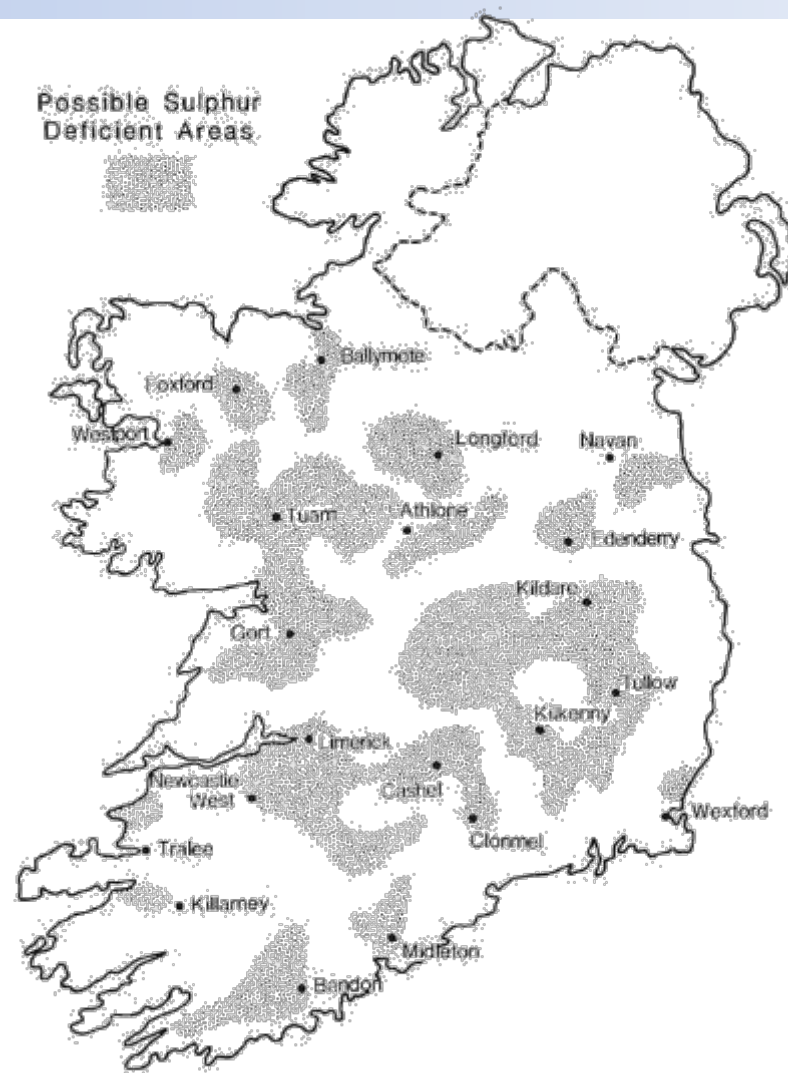 Possible Sulphur
Deficient Areas
Ballymote
Foxford
Westport
Longford
Navan
Tuam
Athlone
Edenderry
Kildare
Gort
Tullow
Kilkenny
Limerick
Newcastle
West
Cashel
Wexford
Clonmel
Tralee
Killarney
Midleton
Bandon